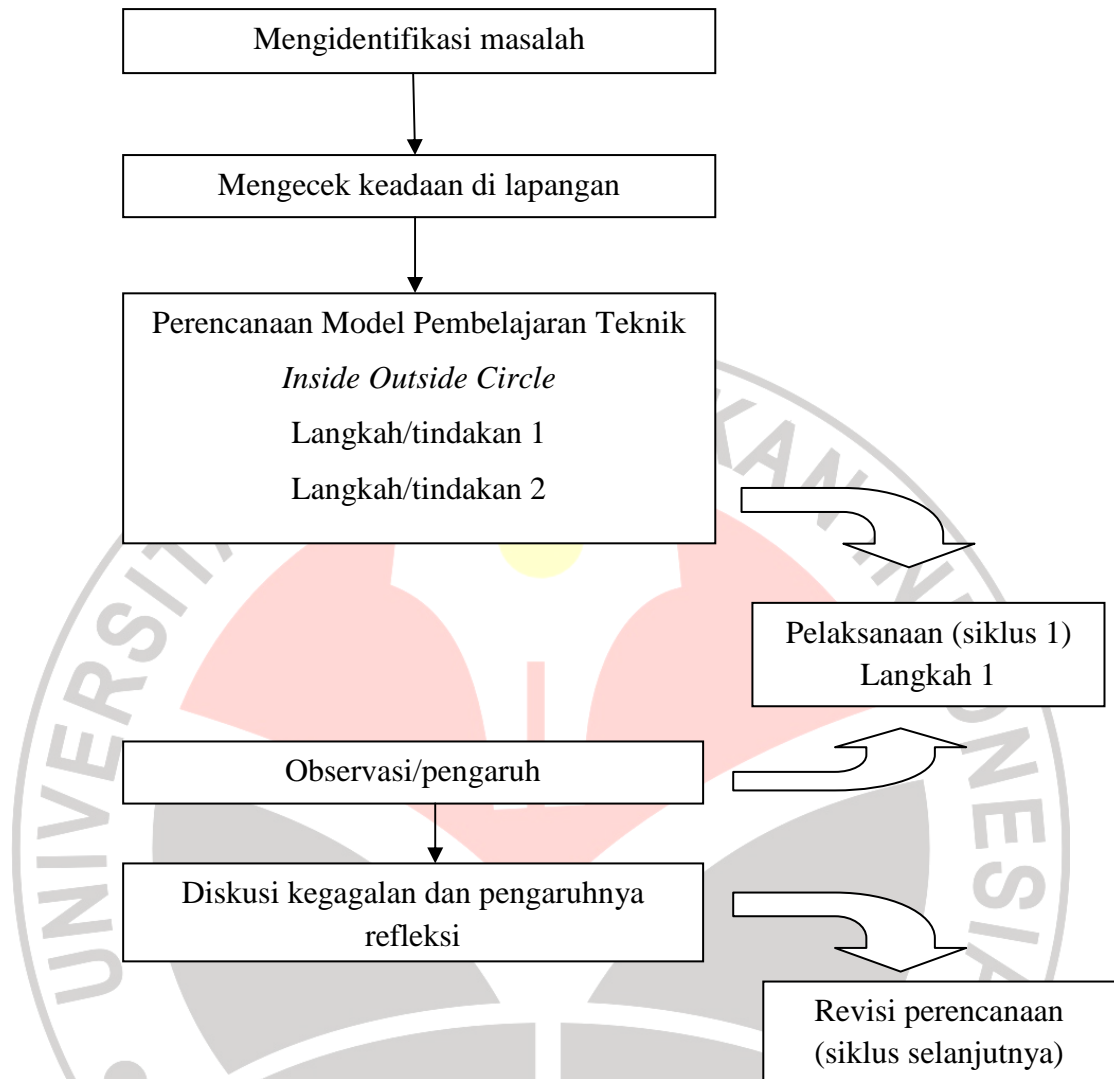 Mengidentifikasi masalah
Mengecek keadaan di lapangan
Perencanaan Model Pembelajaran Teknik
Inside Outside Circle
Langkah/tindakan 1
Langkah/tindakan 2
Pelaksanaan (siklus 1)
Langkah 1
Observasi/pengaruh
Diskusi kegagalan dan pengaruhnya
refleksi
Revisi perencanaan
(siklus selanjutnya)